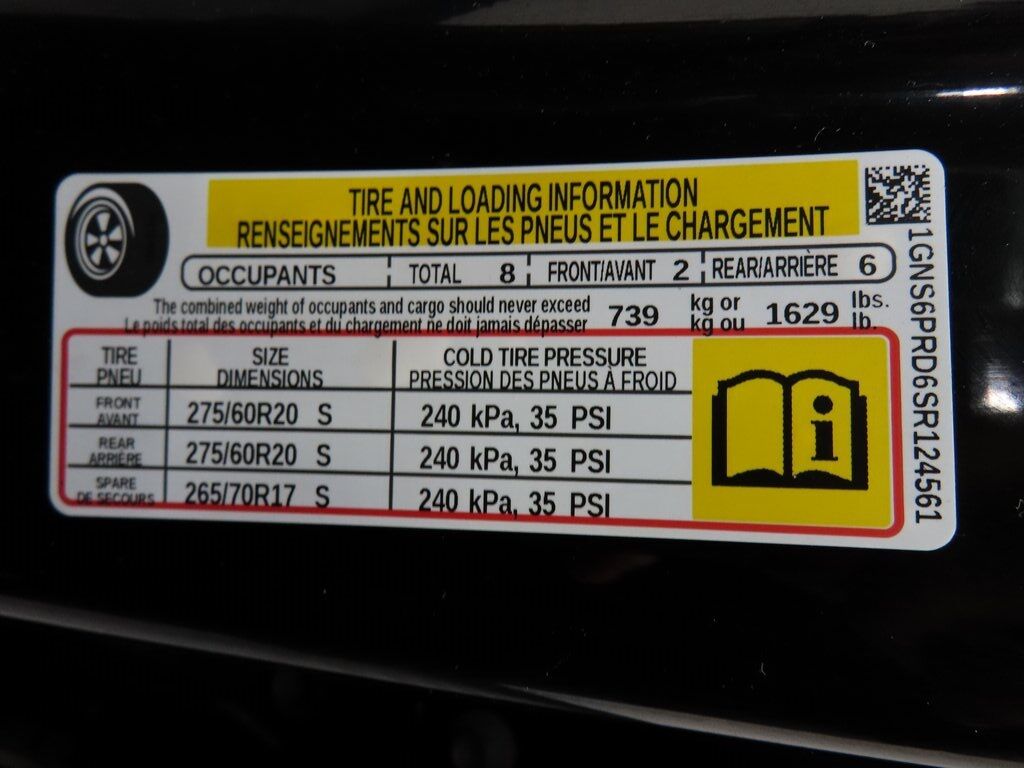 TIRE AND LOADING INFORMATION
RENSEIGNEMENTS SUR LES PNEUS ET LE CHARGEMENT
OCCUPANTS TOTAL 8 FRONT/AVANT 2 REAR/ARRIÈRE 6
The combined weight of occupants and cargo should never exceed 739 kg or 1629 lbs.
Le poids total des occupants et du chargement ne doit jamais dépasser kg ou lb.
TIRE SIZE COLD TIRE PRESSURE
PNEU DIMENSIONS PRESSION DES PNEUS À FROID
FRONT
AVANT 275/60R20 S 240 kPa, 35 PSI
REAR
ARRIÈRE 275/60R20 S 240 kPa, 35 PSI
SPARE
DE SECOURS 265/70R17 S 240 kPa, 35 PSI
i
1GNS6PRD6SR124561